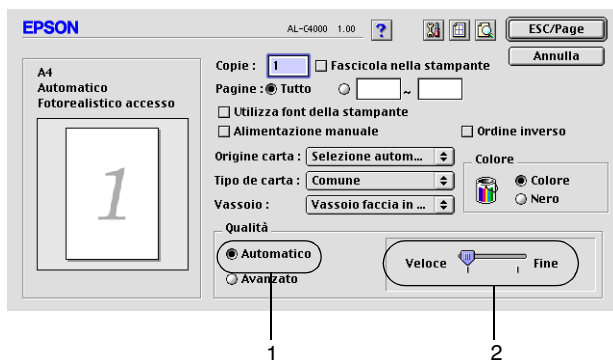 EPSON
AL-C4000 1.00
?
ESC/Page
Annulla
A4
Automatico
Fotorealistico accesso
1
Copie : 1 Fascicola nella stampante
Pagine : Tutto ~
Utilizza font della stampante
Alimentazione manuale Ordine inverso
Origine carta : Selezione autom...
Tipo de carta : Comune
Vassoio : Vassoio faccia in ...
Colore
Colore
Nero
Qualità
Automatico
Avanzato
Veloce Fine
1 2